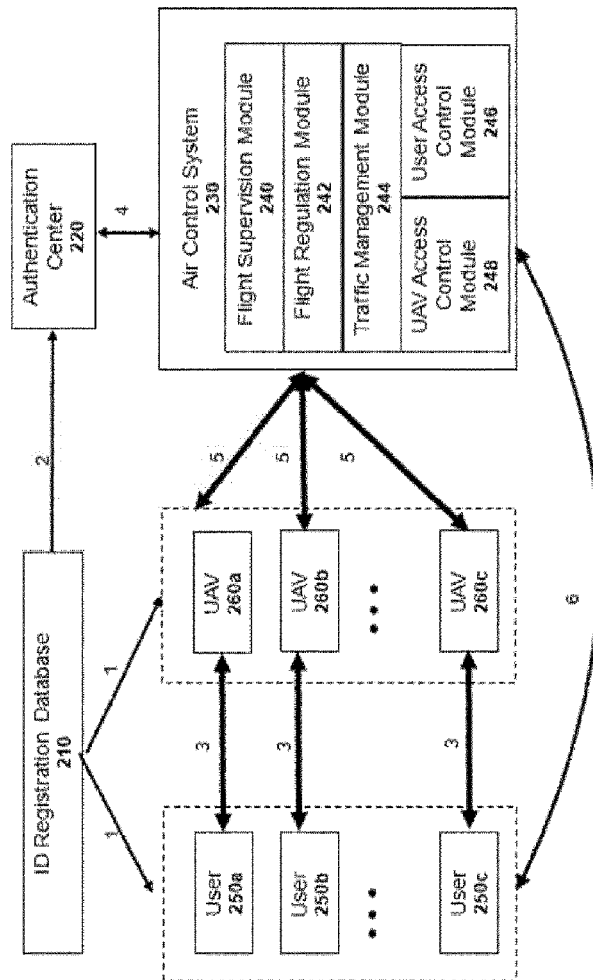 ID Registration Database
210
Authentication
Center
220
1
1
2
4
User
250a
User
250b
User
250c
3
3
3
UAV
260a
UAV
260b
UAV
260c
5
5
5
Air Control System
230
Flight Supervision Module
240
Flight Regulation Module
242
Traffic Management Module
244
UAV Access
Control
Module
248
User Access
Control
Module
246
6